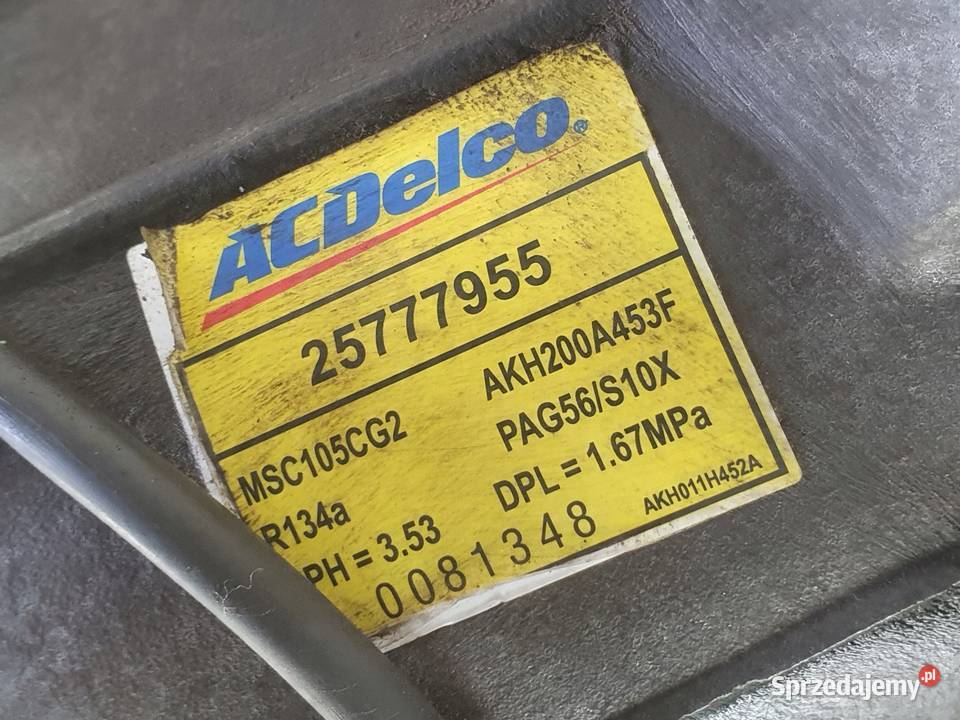 ACDelco®
25777955
MSC105CG2 AKH200A453F
R134a PAG56/S10X
PH = 3.53 DPL = 1.67MPa
0081348 AKH011H452A
Sprzedajemy.pl